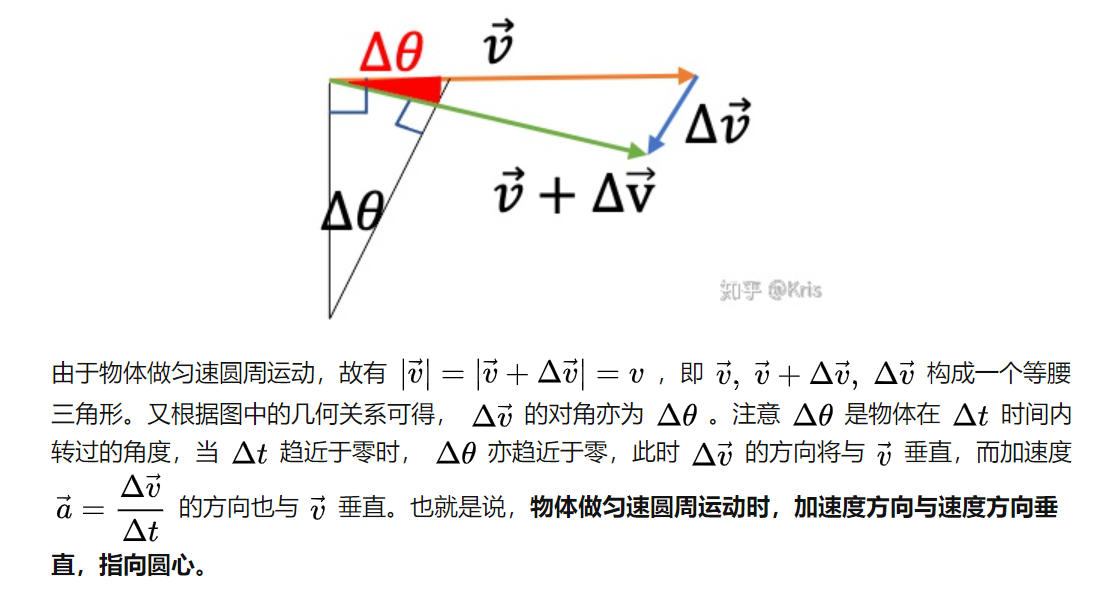 Δθ
v⃗
Δv⃗
v⃗ + Δv⃗
Δθ
知乎 @Kris
由于物体做匀速圆周运动，故有 |v⃗| = |v⃗ + Δv⃗| = v ，即 v⃗, v⃗ + Δv⃗, Δv⃗ 构成一个等腰
三角形。又根据图中的几何关系可得， Δv⃗ 的对角亦为 Δθ 。注意 Δθ 是物体在 Δt 时间内
转过的角度，当 Δt 趋近于零时， Δθ 亦趋近于零，此时 Δv⃗ 的方向将与 v⃗ 垂直，而加速度
a⃗ = Δv⃗/Δt 的方向也与 v⃗ 垂直。也就是说，物体做匀速圆周运动时，加速度方向与速度方向垂
直，指向圆心。